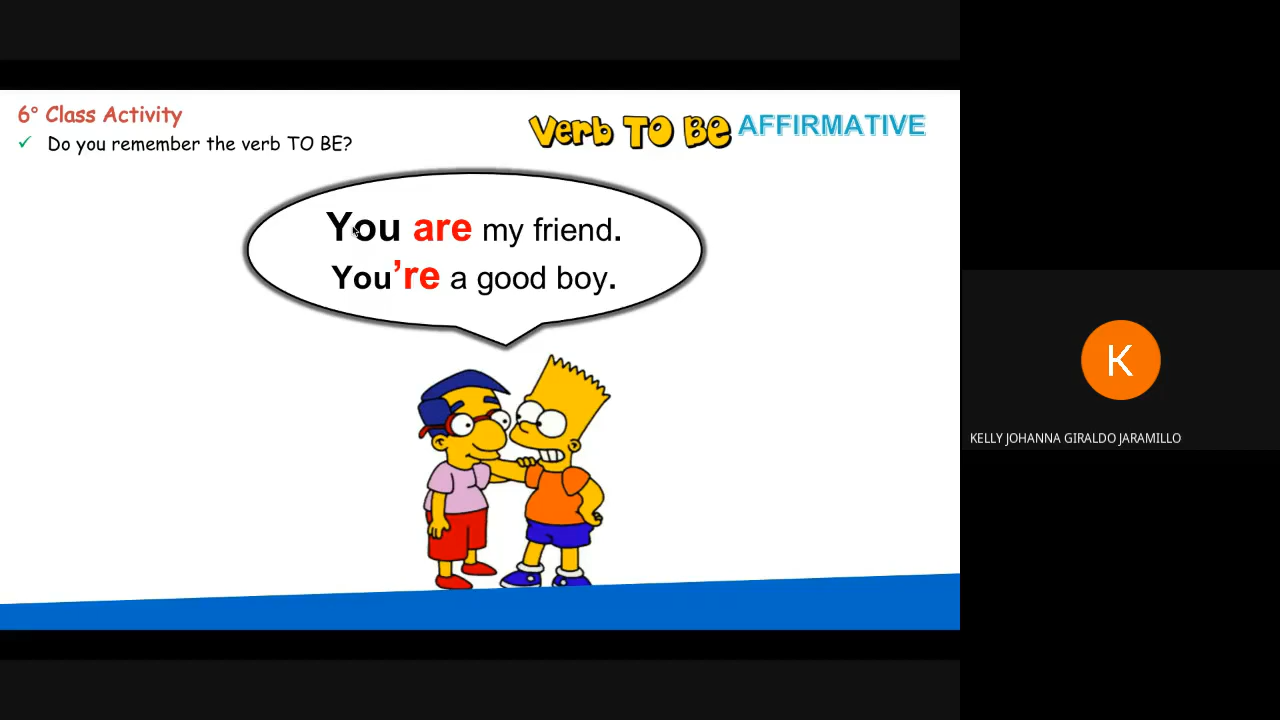 6° Class Activity
✓ Do you remember the verb TO BE?
Verb TO Be AFFIRMATIVE
You are my friend.
You’re a good boy.
K
KELLY JOHANNA GIRALDO JARAMILLO